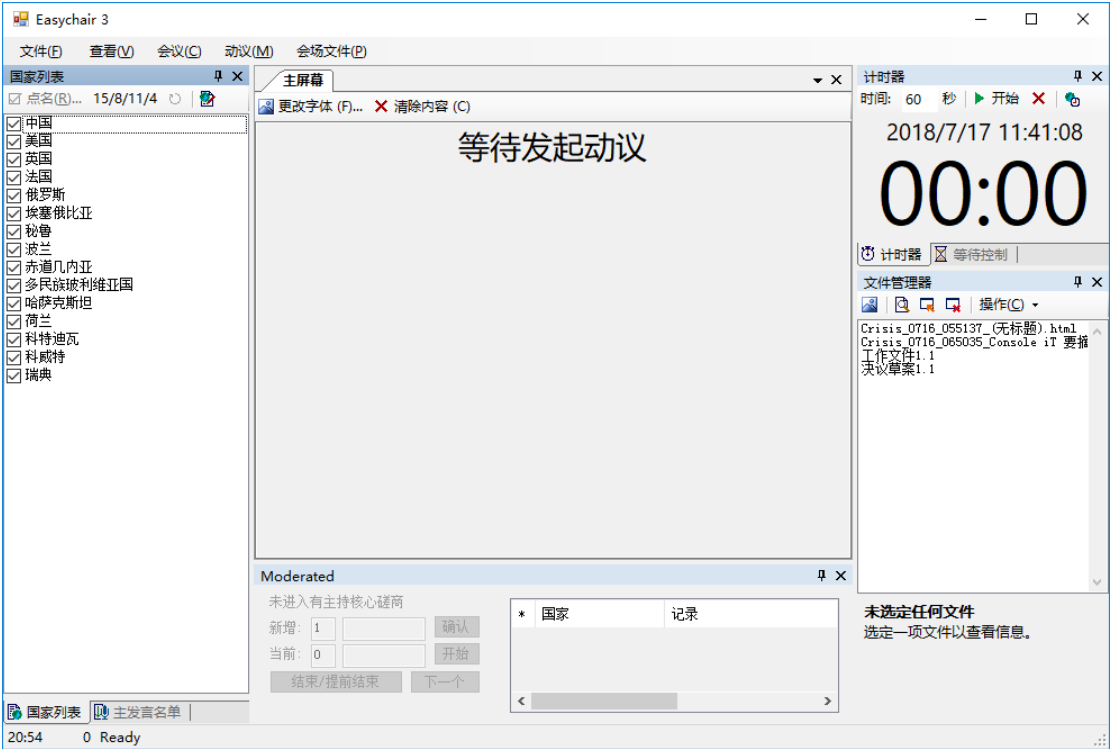 Easychair 3
文件(F) 查看(V) 会议(C) 动议(M) 会场文件(P)
国家列表
点名(R)... 15/8/11/4
中国
美国
英国
法国
俄罗斯
埃塞俄比亚
秘鲁
波兰
赤道几内亚
多民族玻利维亚国
哈萨克斯坦
荷兰
科特迪瓦
科威特
瑞典
国家列表 主发言名单
主屏幕
更改字体 (F)... 清除内容 (C)
等待发起动议
Moderated
未进入有主持核心磋商
新增: 1 确认
当前: 0 开始
结束/提前结束 下一个
* 国家 记录
计时器
时间: 60 秒 开始
2018/7/17 11:41:08
00:00
计时器 等待控制
文件管理器
操作(C)
Crisis_0716_055137_(无标题).html
Crisis_0716_065035_Console iT 要摘
工作文件1.1
决议草案1.1
未选定任何文件
选定一项文件以查看信息。
20:54 0 Ready